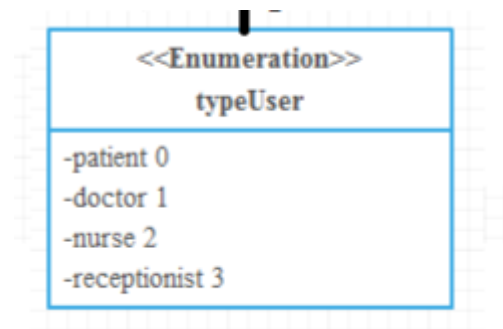 <<Enumeration>>
typeUser
-patient 0
-doctor 1
-nurse 2
-receptionist 3